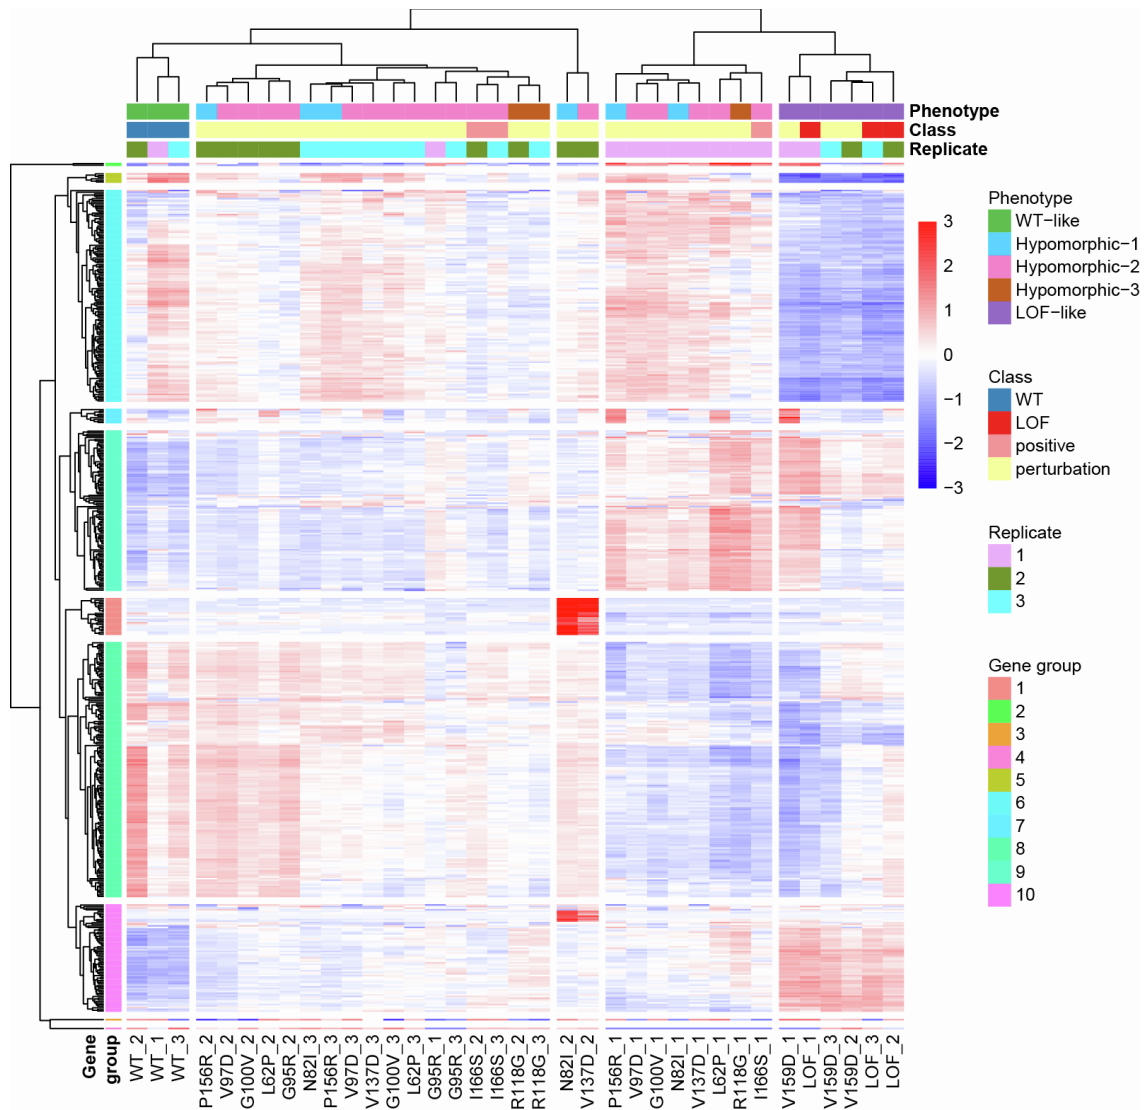 Phenotype
Class
Replicate
3
2
1
0
−1
−2
−3
Phenotype
WT−like
Hypomorphic−1
Hypomorphic−2
Hypomorphic−3
LOF−like
Class
WT
LOF
positive
perturbation
Replicate
1
2
3
Gene group
1
2
3
4
5
6
7
8
9
10
Gene
group
WT_2
WT_1
WT_3
P156R_2
V97D_2
G100V_2
L62P_2
G95R_2
N82I_3
P156R_3
V97D_3
V137D_3
G100V_3
L62P_3
G95R_1
G95R_3
I166S_2
I166S_3
R118G_2
R118G_3
N82I_2
V137D_2
P156R_1
V97D_1
G100V_1
N82I_1
V137D_1
L62P_1
R118G_1
I166S_1
V159D_1
LOF_1
V159D_3
V159D_2
LOF_3
LOF_2